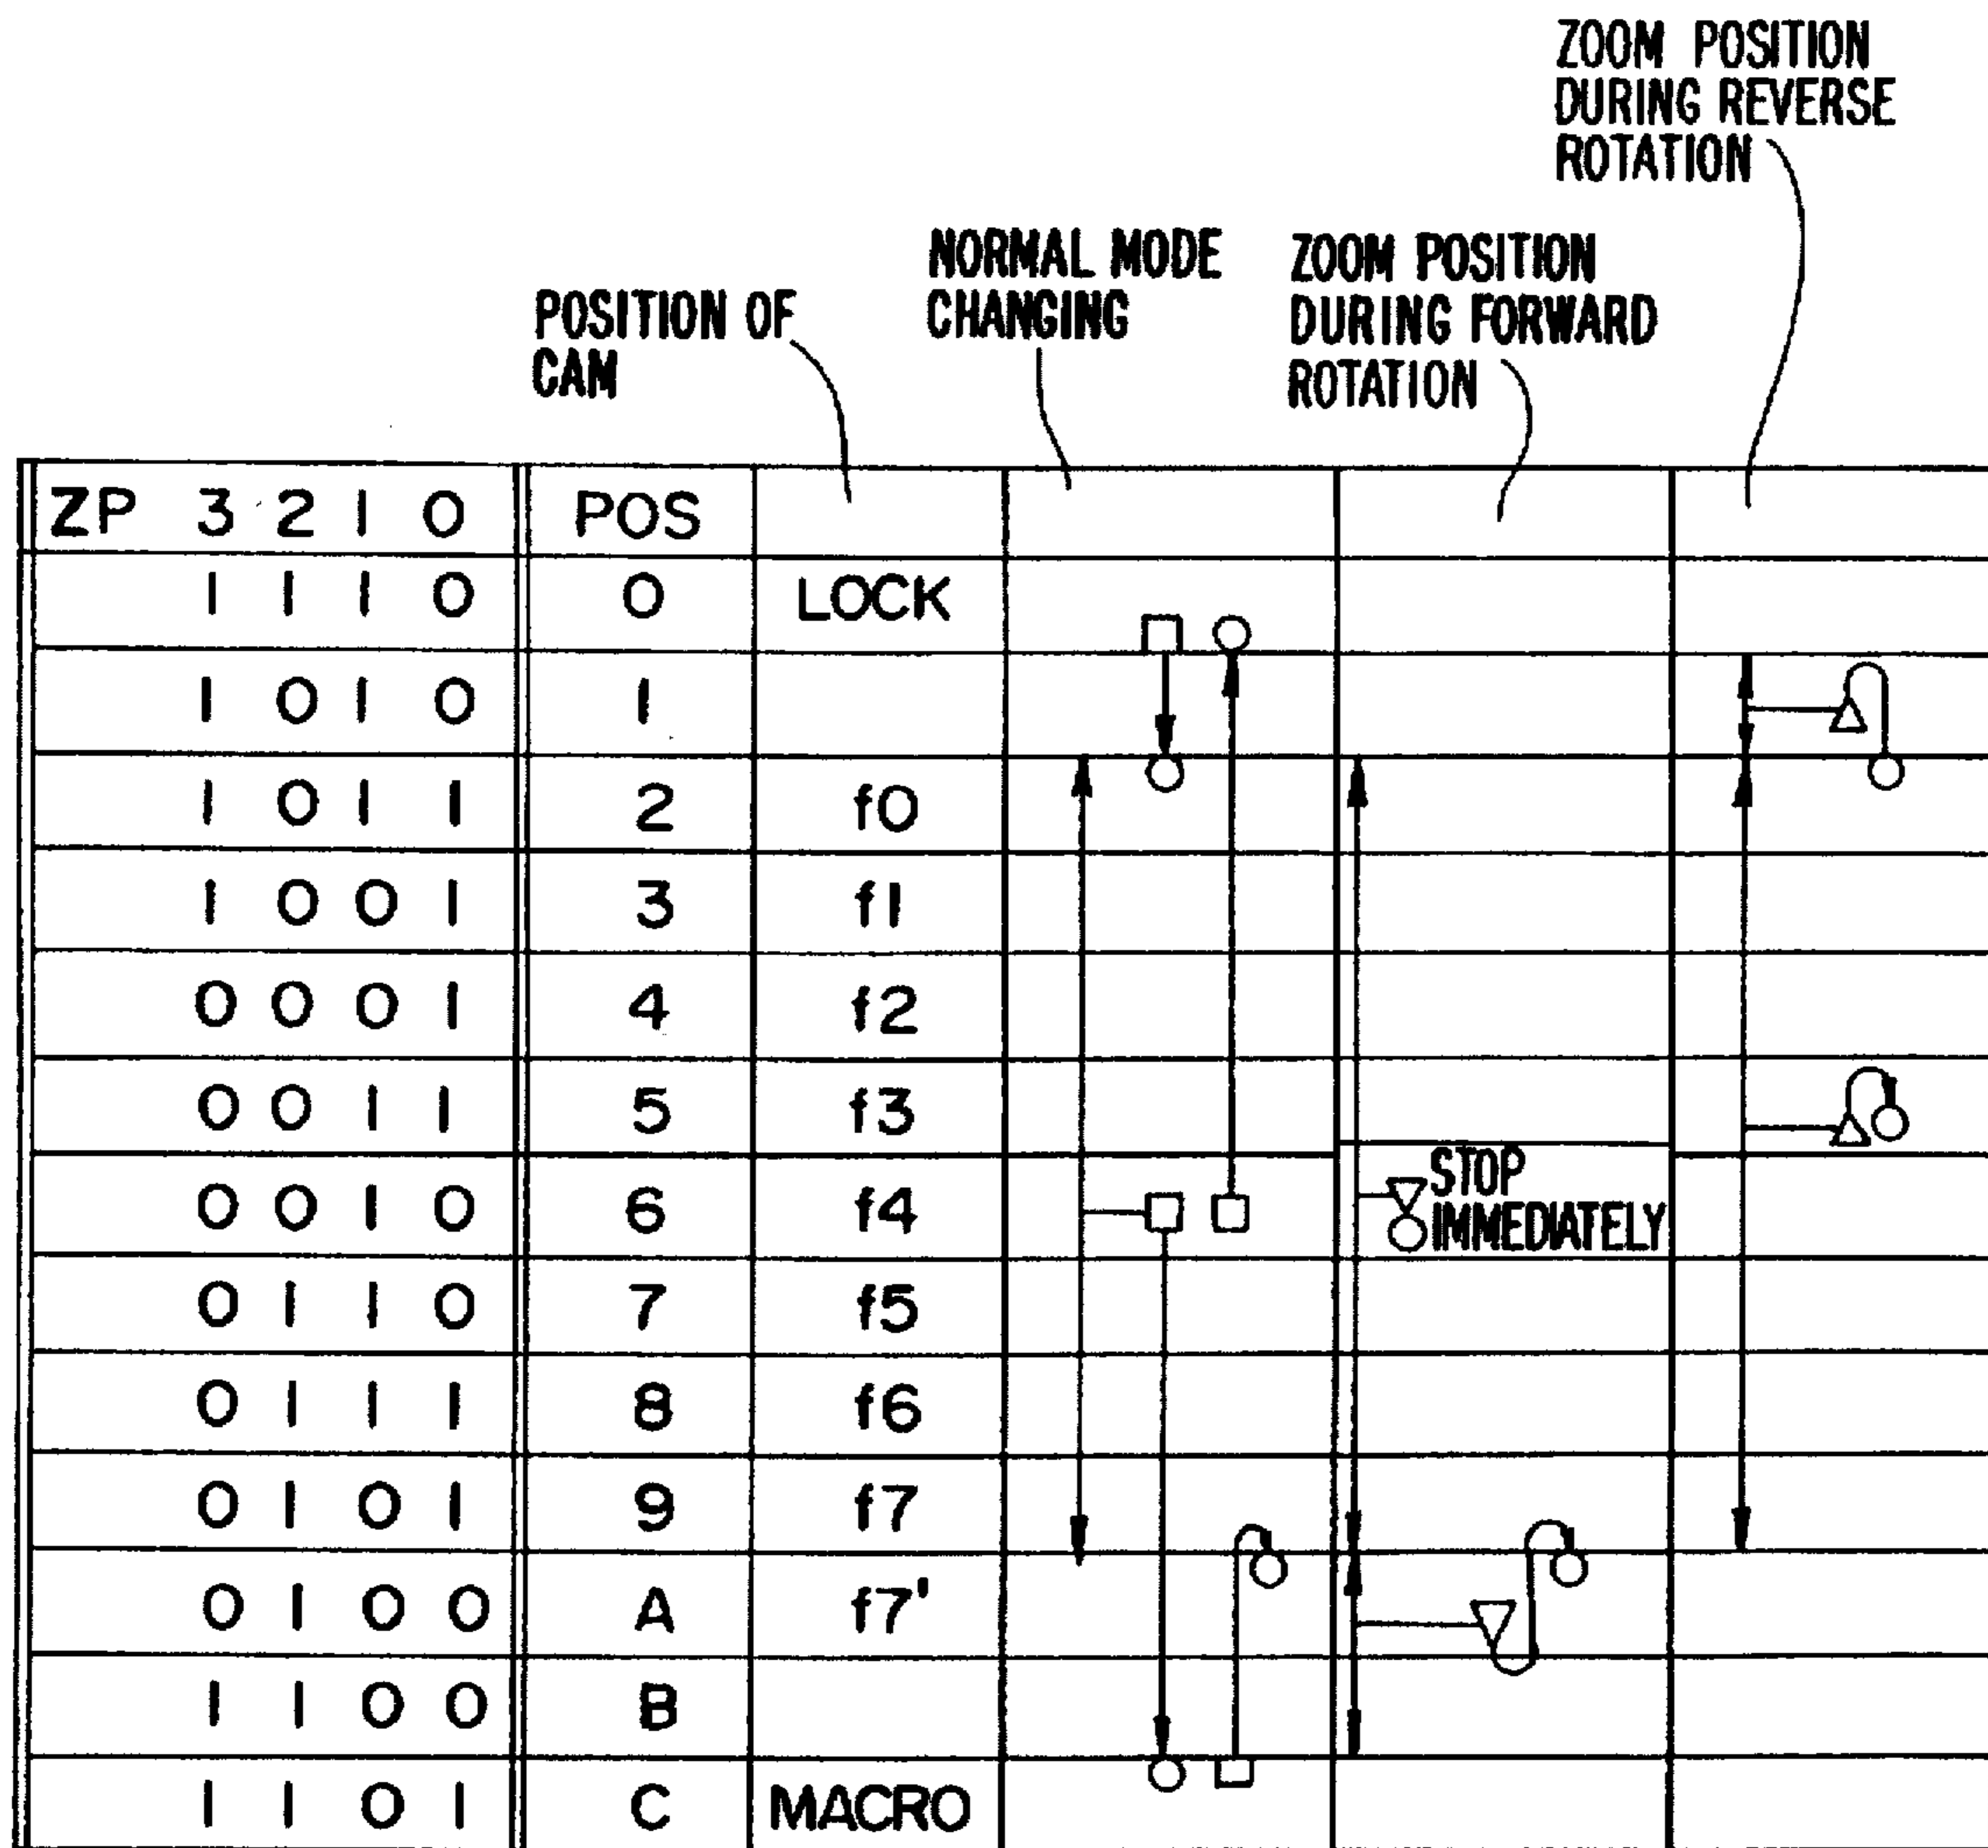 ZOOM POSITION
DURING REVERSE
ROTATION
NORMAL MODE
CHANGING
ZOOM POSITION
DURING FORWARD
ROTATION
POSITION OF
CAM
ZP 3 2 1 0 POS
1 1 1 0 0 LOCK
1 0 1 0 1
1 0 1 1 2 f0
1 0 0 1 3 f1
0 0 0 1 4 f2
0 0 1 1 5 f3
0 0 1 0 6 f4 STOP
IMMEDIATELY
0 1 1 0 7 f5
0 1 1 1 8 f6
0 1 0 1 9 f7
0 1 0 0 A f7'
1 1 0 0 B
1 1 0 1 C MACRO